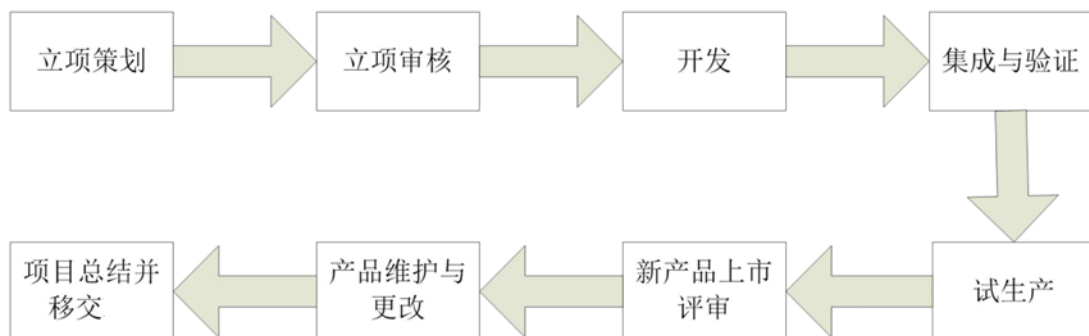 立项策划
立项审核
开发
集成与验证
试生产
新产品上市
评审
产品维护与
更改
项目总结并
移交